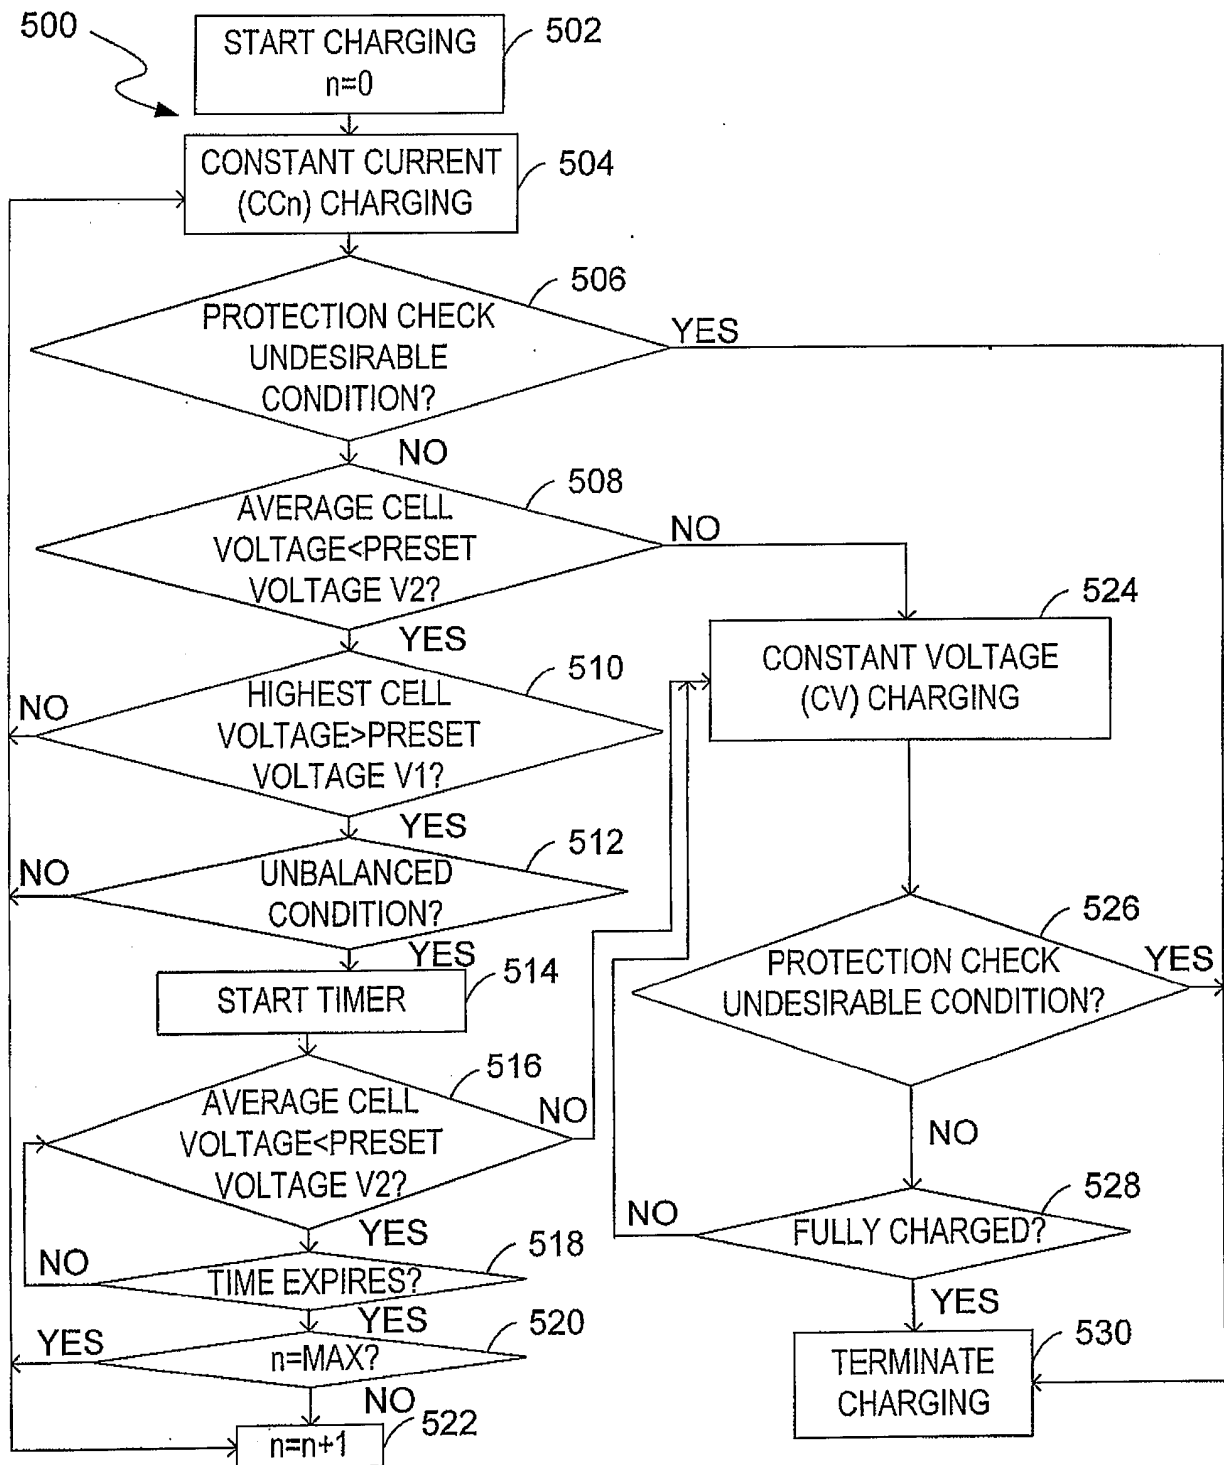 500
START CHARGING
n=0
502
CONSTANT CURRENT
(CCn) CHARGING
504
PROTECTION CHECK
UNDESIRABLE
CONDITION?
506
YES
NO
AVERAGE CELL
VOLTAGE<PRESET
VOLTAGE V2?
508
NO
YES
HIGHEST CELL
VOLTAGE>PRESET
VOLTAGE V1?
510
NO
YES
UNBALANCED
CONDITION?
512
NO
YES
START TIMER
514
AVERAGE CELL
VOLTAGE<PRESET
VOLTAGE V2?
516
NO
YES
TIME EXPIRES?
518
NO
YES
n=MAX?
520
YES
NO
n=n+1
522
CONSTANT VOLTAGE
(CV) CHARGING
524
PROTECTION CHECK
UNDESIRABLE CONDITION?
526
YES
NO
FULLY CHARGED?
528
NO
YES
TERMINATE
CHARGING
530